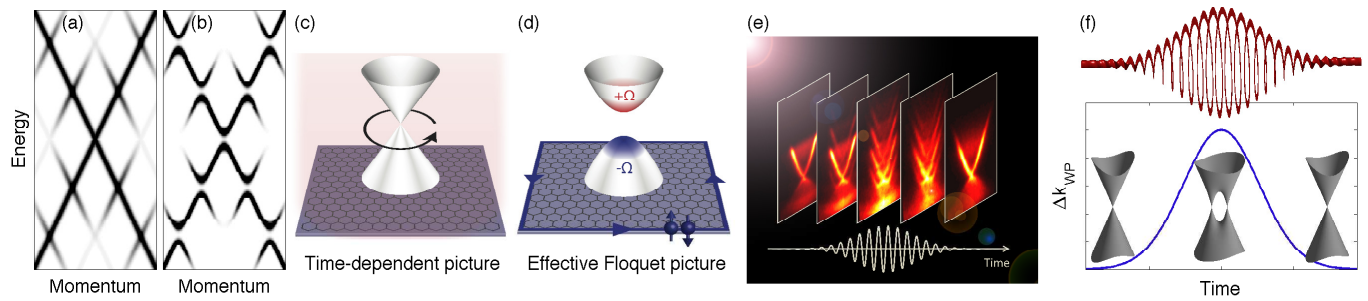 (a)
(b)
(c)
(d)
(e)
(f)
Energy
Momentum
Momentum
Time-dependent picture
+Ω
-Ω
Effective Floquet picture
Time
Δk_WP
Time